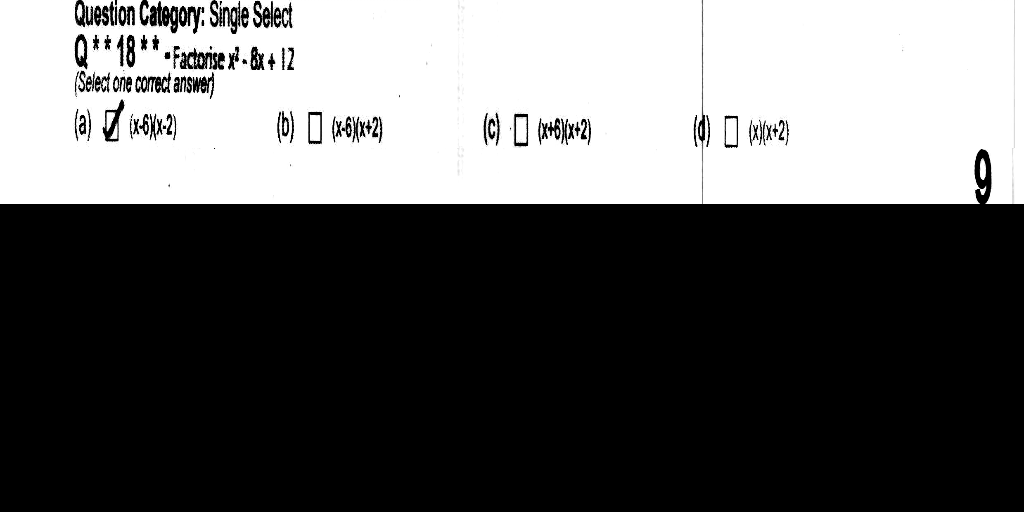 Question Category: Single Select
Q**18** - Factorise x² - 8x + 12
(Select one correct answer)
(a) ☑ (x-6)(x-2) (b) ☐ (x-6)(x+2) (c) ☐ (x+6)(x+2) (d) ☐ (x)(x+2)
9